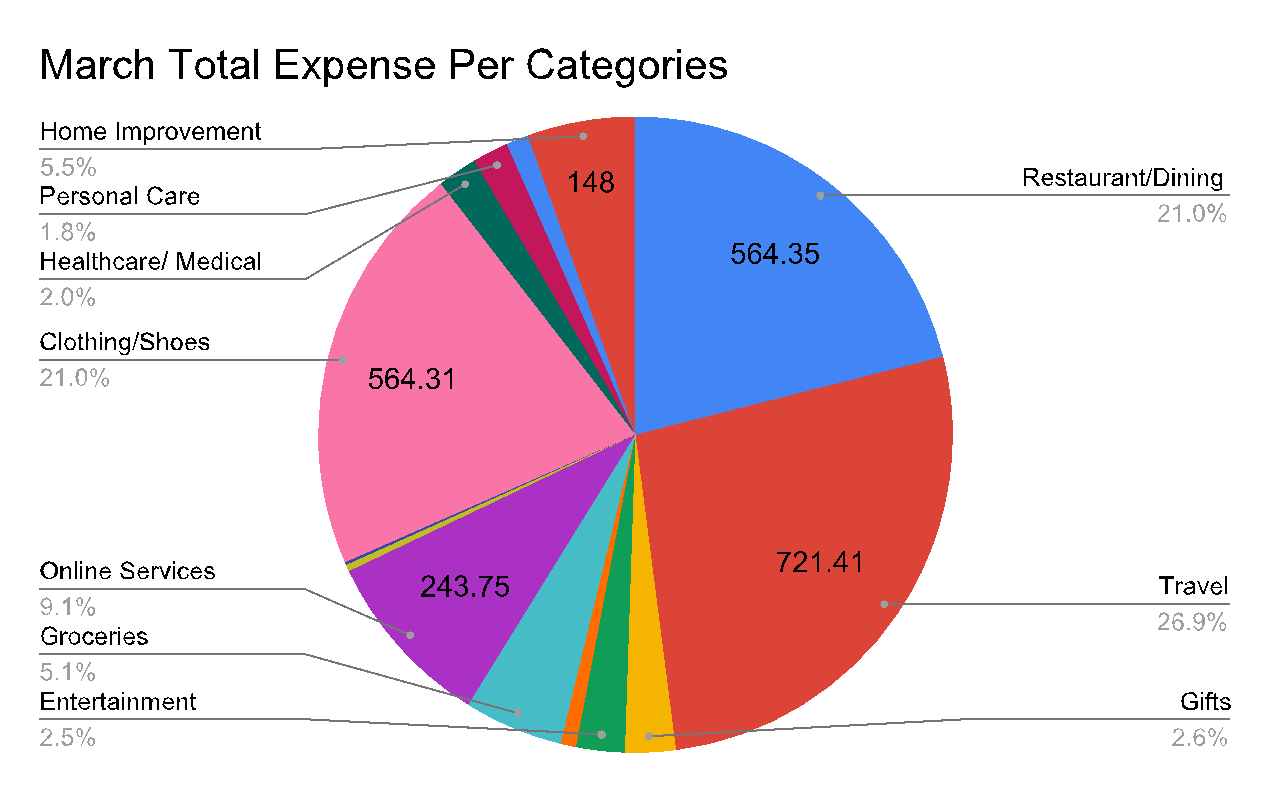 March Total Expense Per Categories
Home Improvement
5.5%
Personal Care
1.8%
Healthcare/ Medical
2.0%
Clothing/Shoes
21.0%
Online Services
9.1%
Groceries
5.1%
Entertainment
2.5%
148
564.35
564.31
721.41
243.75
Restaurant/Dining
21.0%
Travel
26.9%
Gifts
2.6%